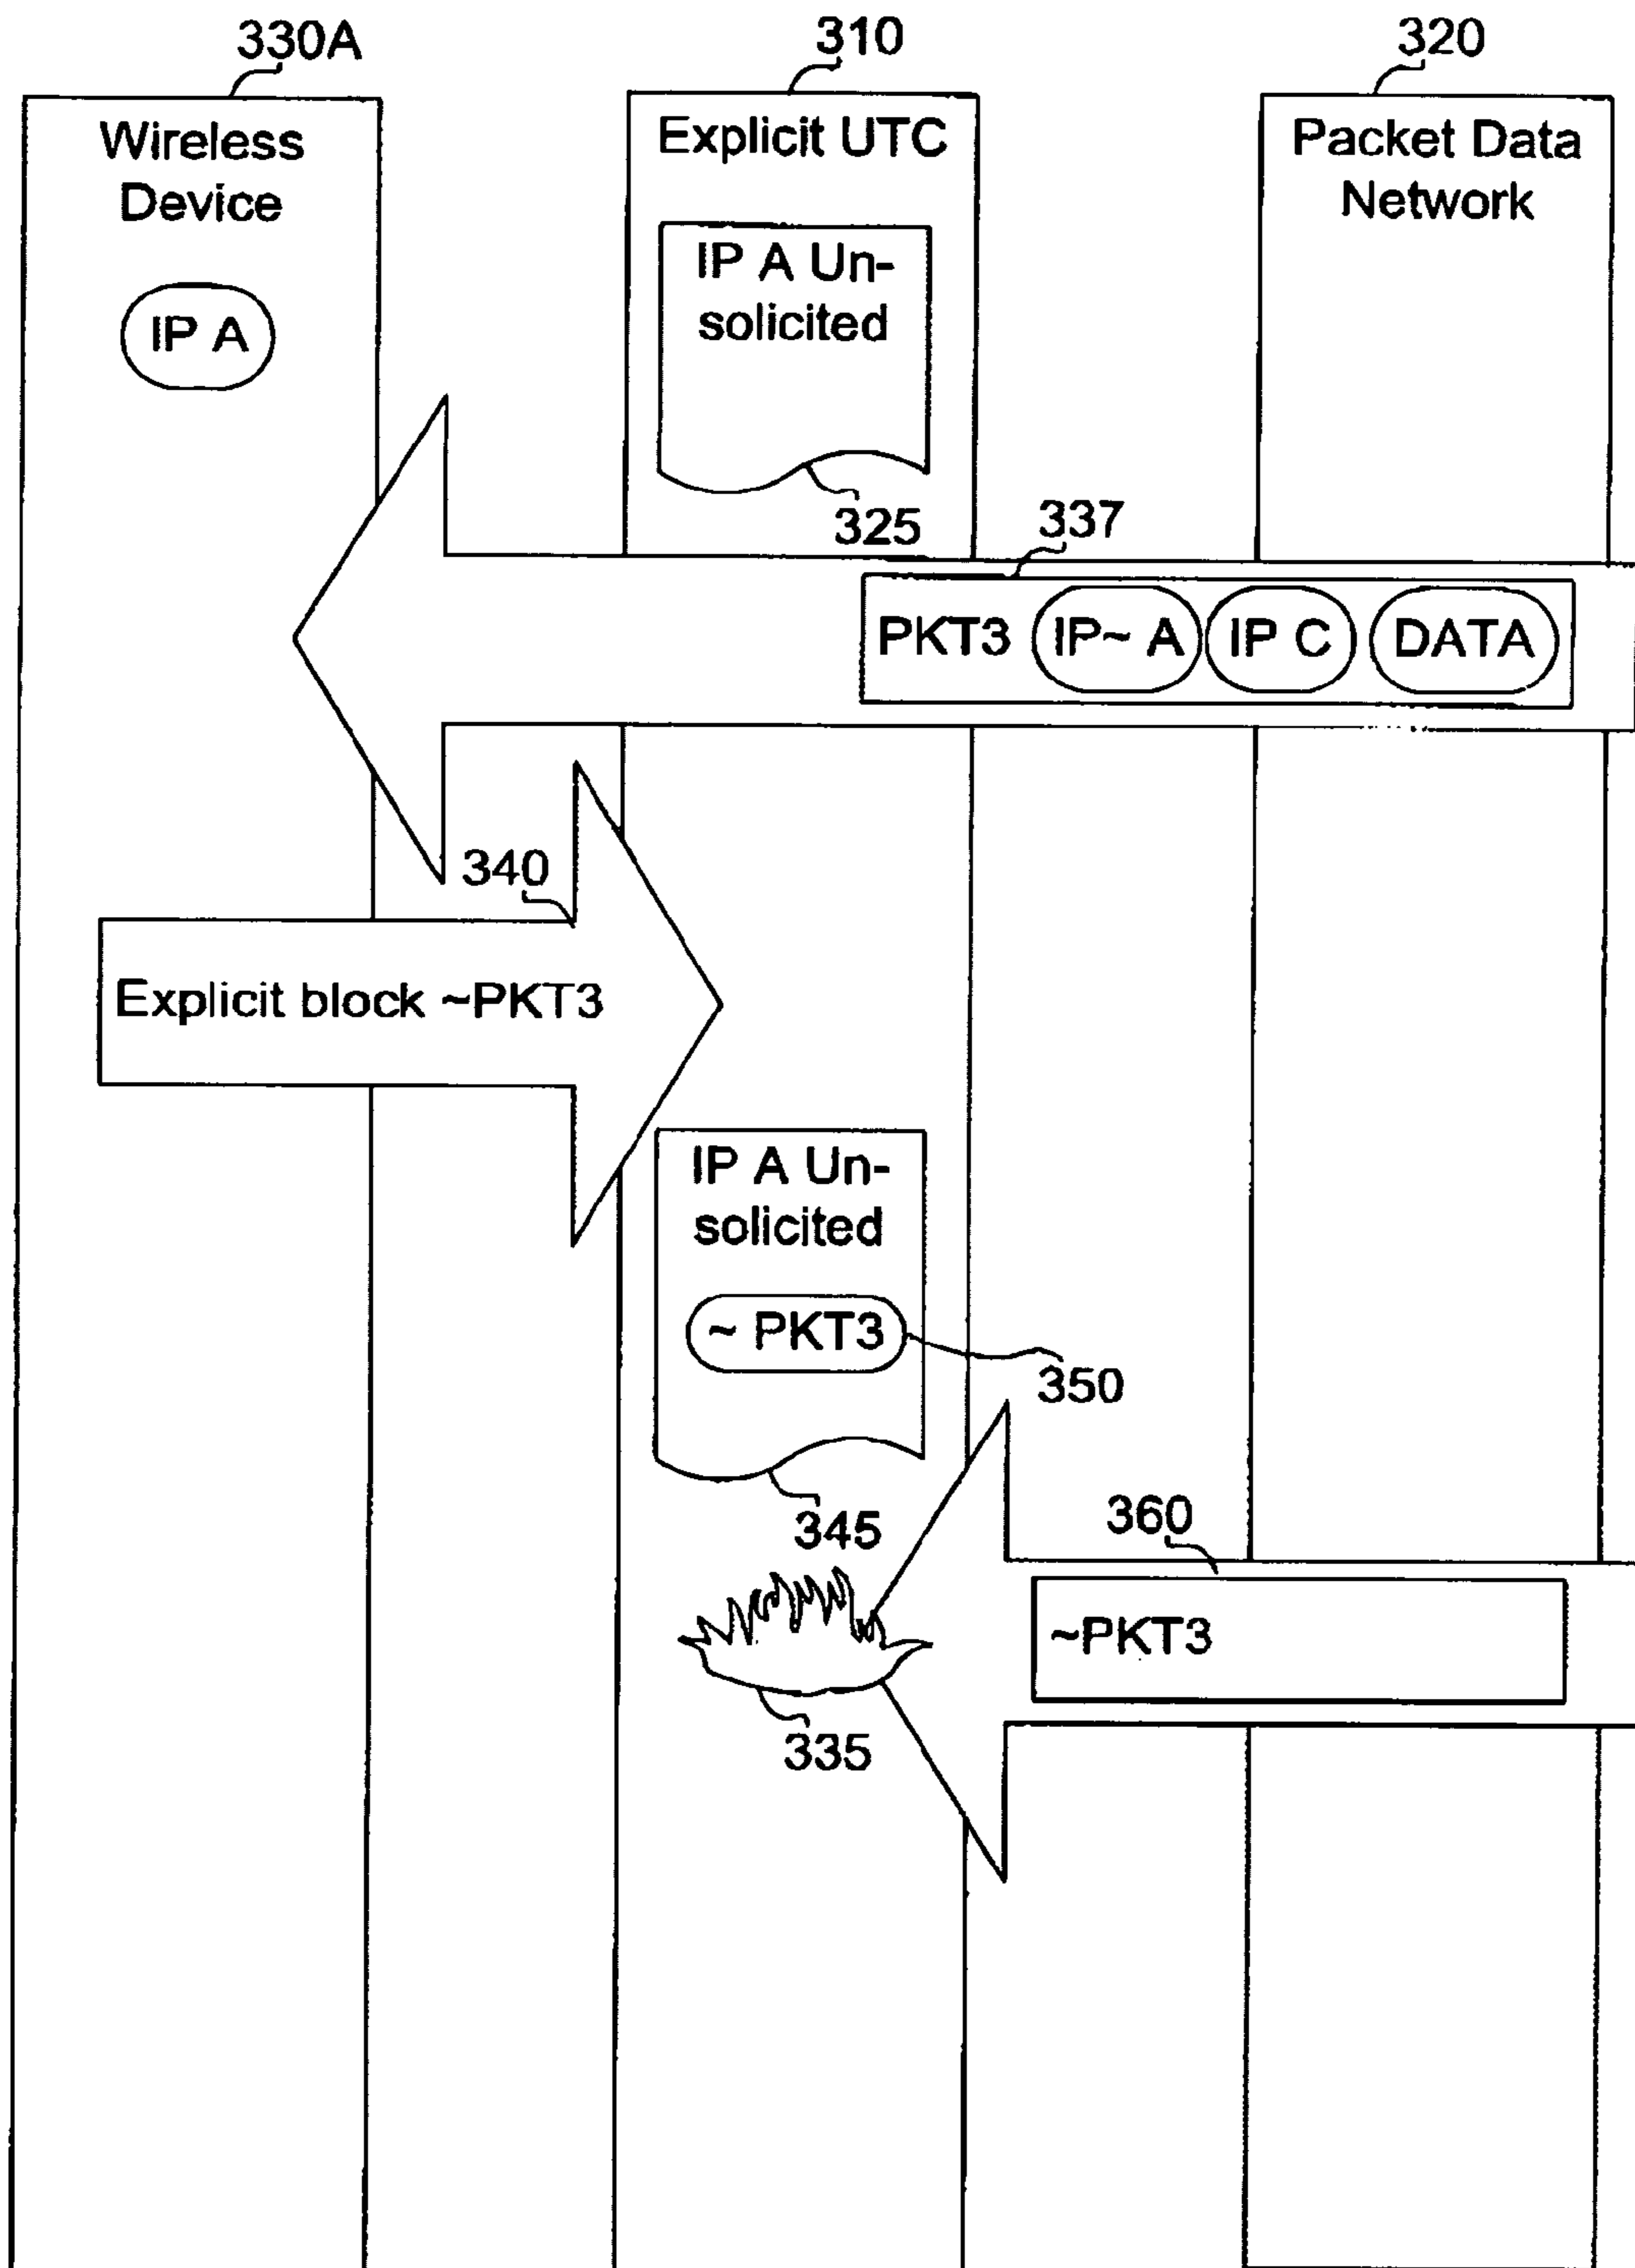 330A
310
320
Wireless
Device
Explicit UTC
Packet Data
Network
IP A
IP A Un-
solicited
325
337
PKT3 IP~ A IP C DATA
340
Explicit block ~PKT3
IP A Un-
solicited
~ PKT3
350
345
360
~PKT3
335